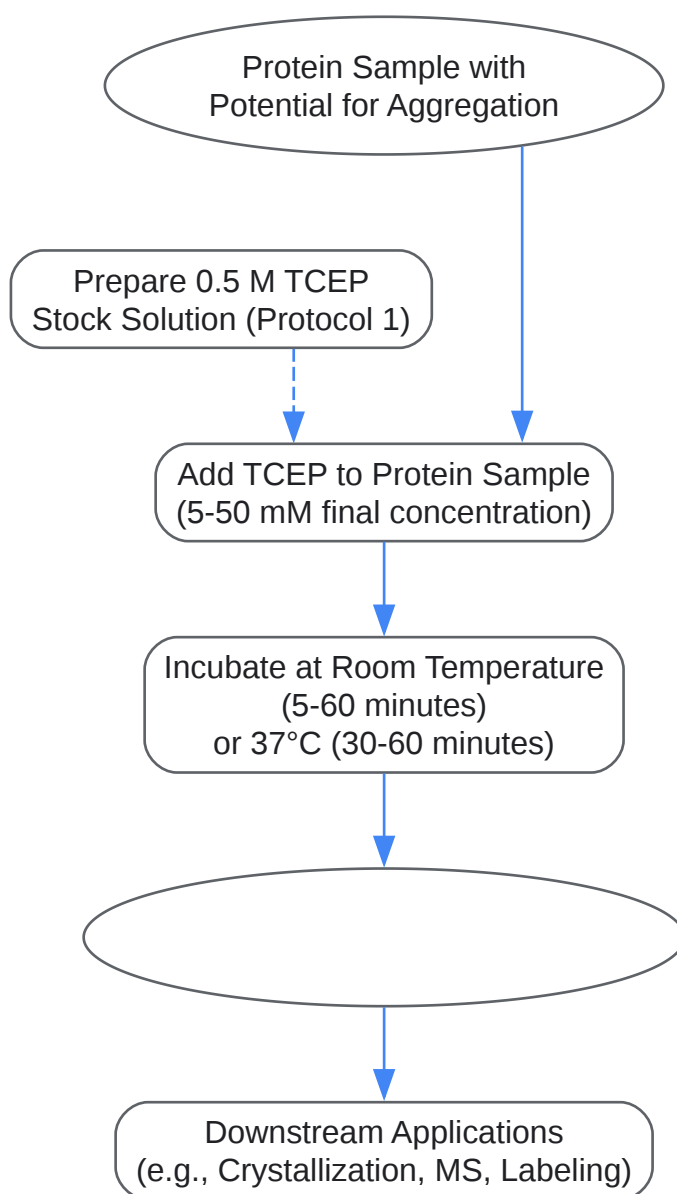 Protein Sample with
Potential for Aggregation
Prepare 0.5 M TCEP
Stock Solution (Protocol 1)
Add TCEP to Protein Sample
(5-50 mM final concentration)
Incubate at Room Temperature
(5-60 minutes)
or 37°C (30-60 minutes)
Downstream Applications
(e.g., Crystallization, MS, Labeling)